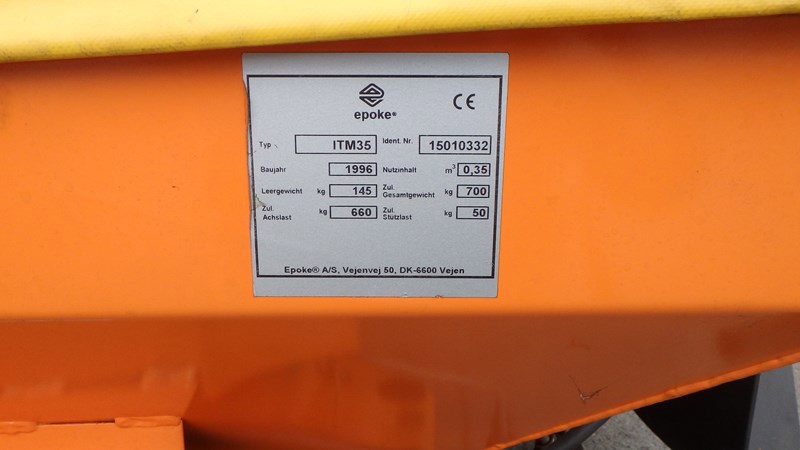 epoke®
CE
Typ ITM35 Ident. Nr. 15010332
Baujahr 1996 Nutzinhalt m³ 0,35
Leergewicht kg 145 Zul. Gesamtgewicht kg 700
Zul. Achslast kg 660 Zul. Stützlast kg 50
Epoke® A/S, Vejenvej 50, DK-6600 Vejen